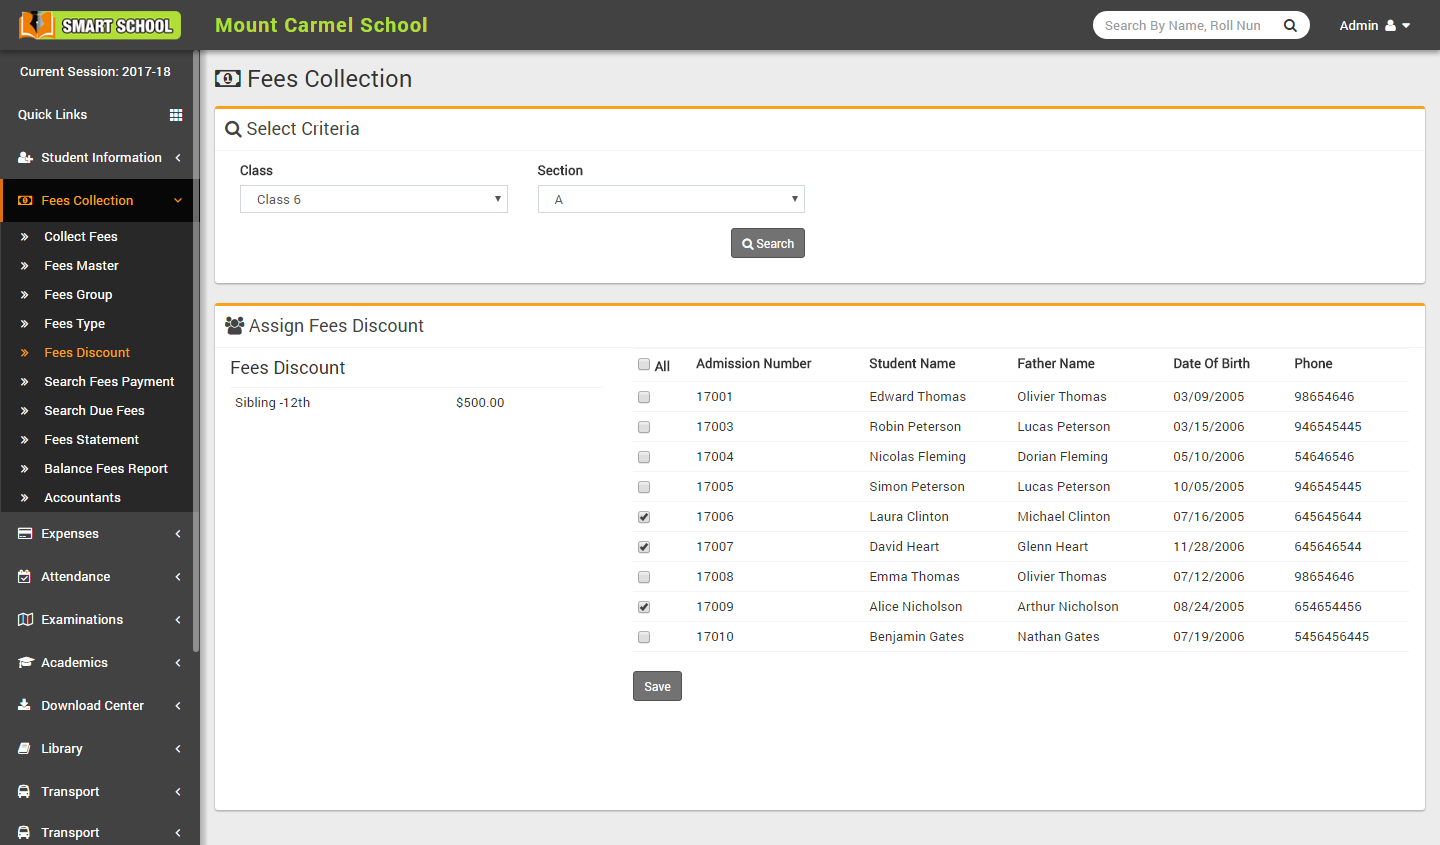 SMART SCHOOL
Mount Carmel School
Search By Name, Roll Nun
Admin
Current Session: 2017-18
Quick Links
Student Information
Fees Collection
Collect Fees
Fees Master
Fees Group
Fees Type
Fees Discount
Search Fees Payment
Search Due Fees
Fees Statement
Balance Fees Report
Accountants
Expenses
Attendance
Examinations
Academics
Download Center
Library
Transport
Transport
Fees Collection
Select Criteria
Class Section
Class 6 A
Search
Assign Fees Discount
Fees Discount
Sibling -12th $500.00
All Admission Number Student Name Father Name Date Of Birth Phone
17001 Edward Thomas Olivier Thomas 03/09/2005 98654646
17003 Robin Peterson Lucas Peterson 03/15/2006 946545445
17004 Nicolas Fleming Dorian Fleming 05/10/2006 54646546
17005 Simon Peterson Lucas Peterson 10/05/2005 946545445
17006 Laura Clinton Michael Clinton 07/16/2005 645645644
17007 David Heart Glenn Heart 11/28/2006 645646544
17008 Emma Thomas Olivier Thomas 07/12/2006 98654646
17009 Alice Nicholson Arthur Nicholson 08/24/2005 654654456
17010 Benjamin Gates Nathan Gates 07/19/2006 5456456445
Save